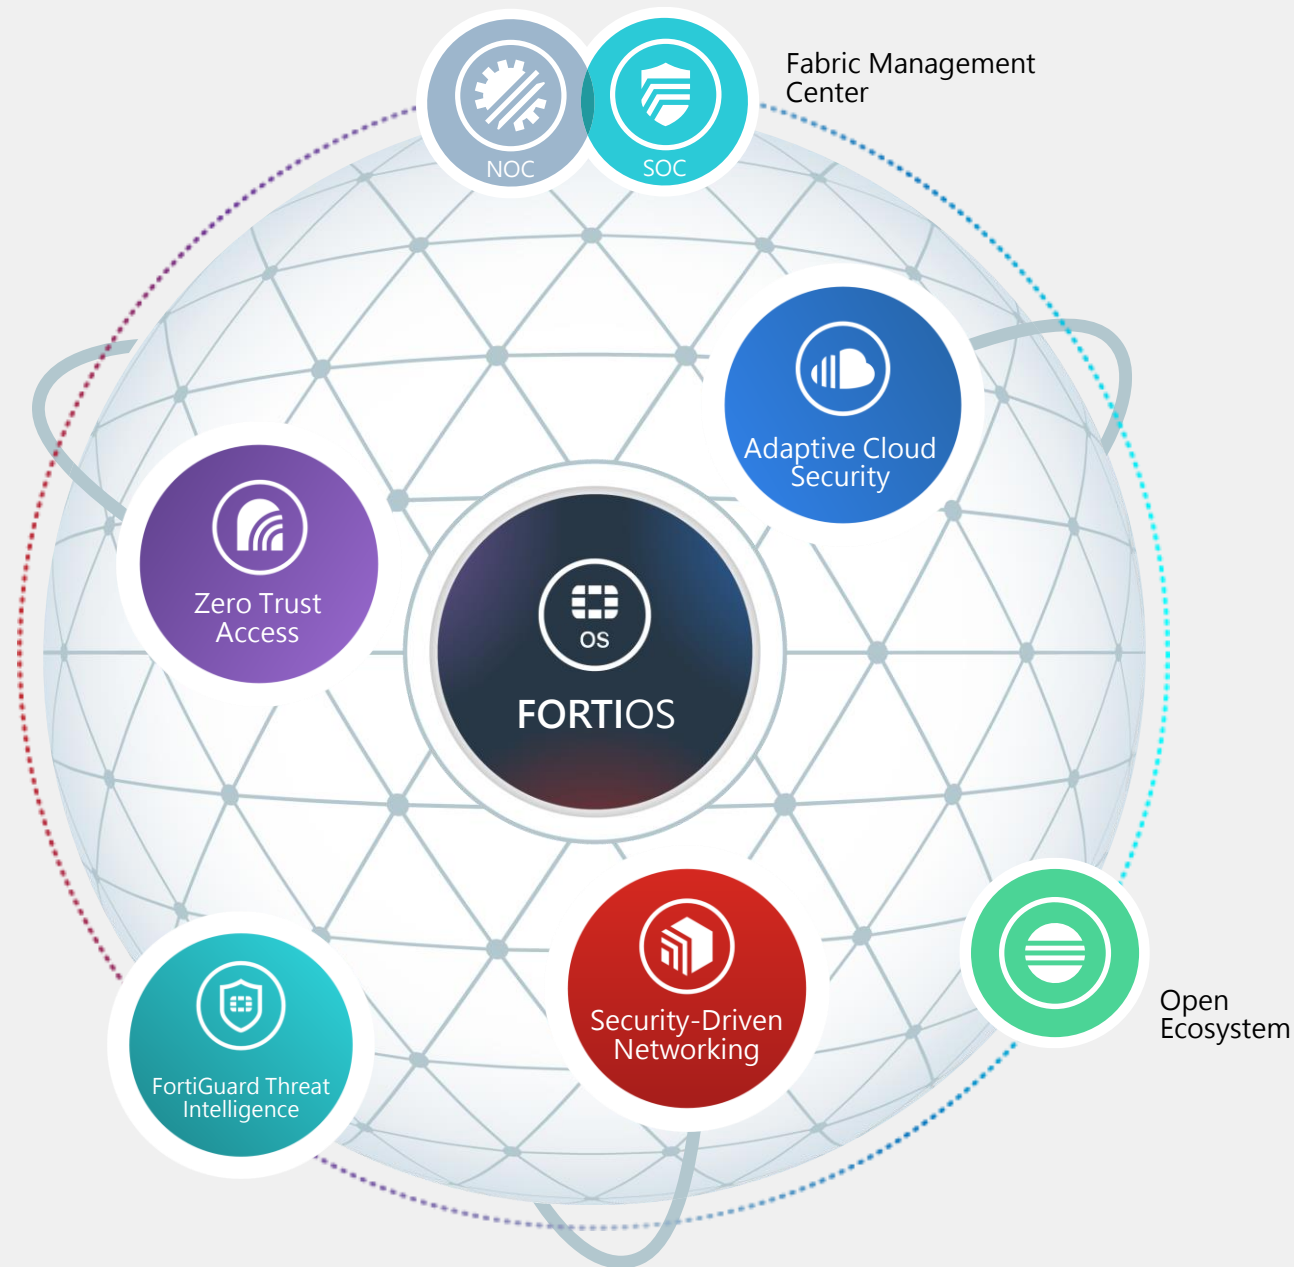 Fabric Management
Center
NOC
SOC
Adaptive Cloud
Security
Zero Trust
Access
OS
FORTIOS
Security-Driven
Networking
Open
Ecosystem
FortiGuard Threat
Intelligence